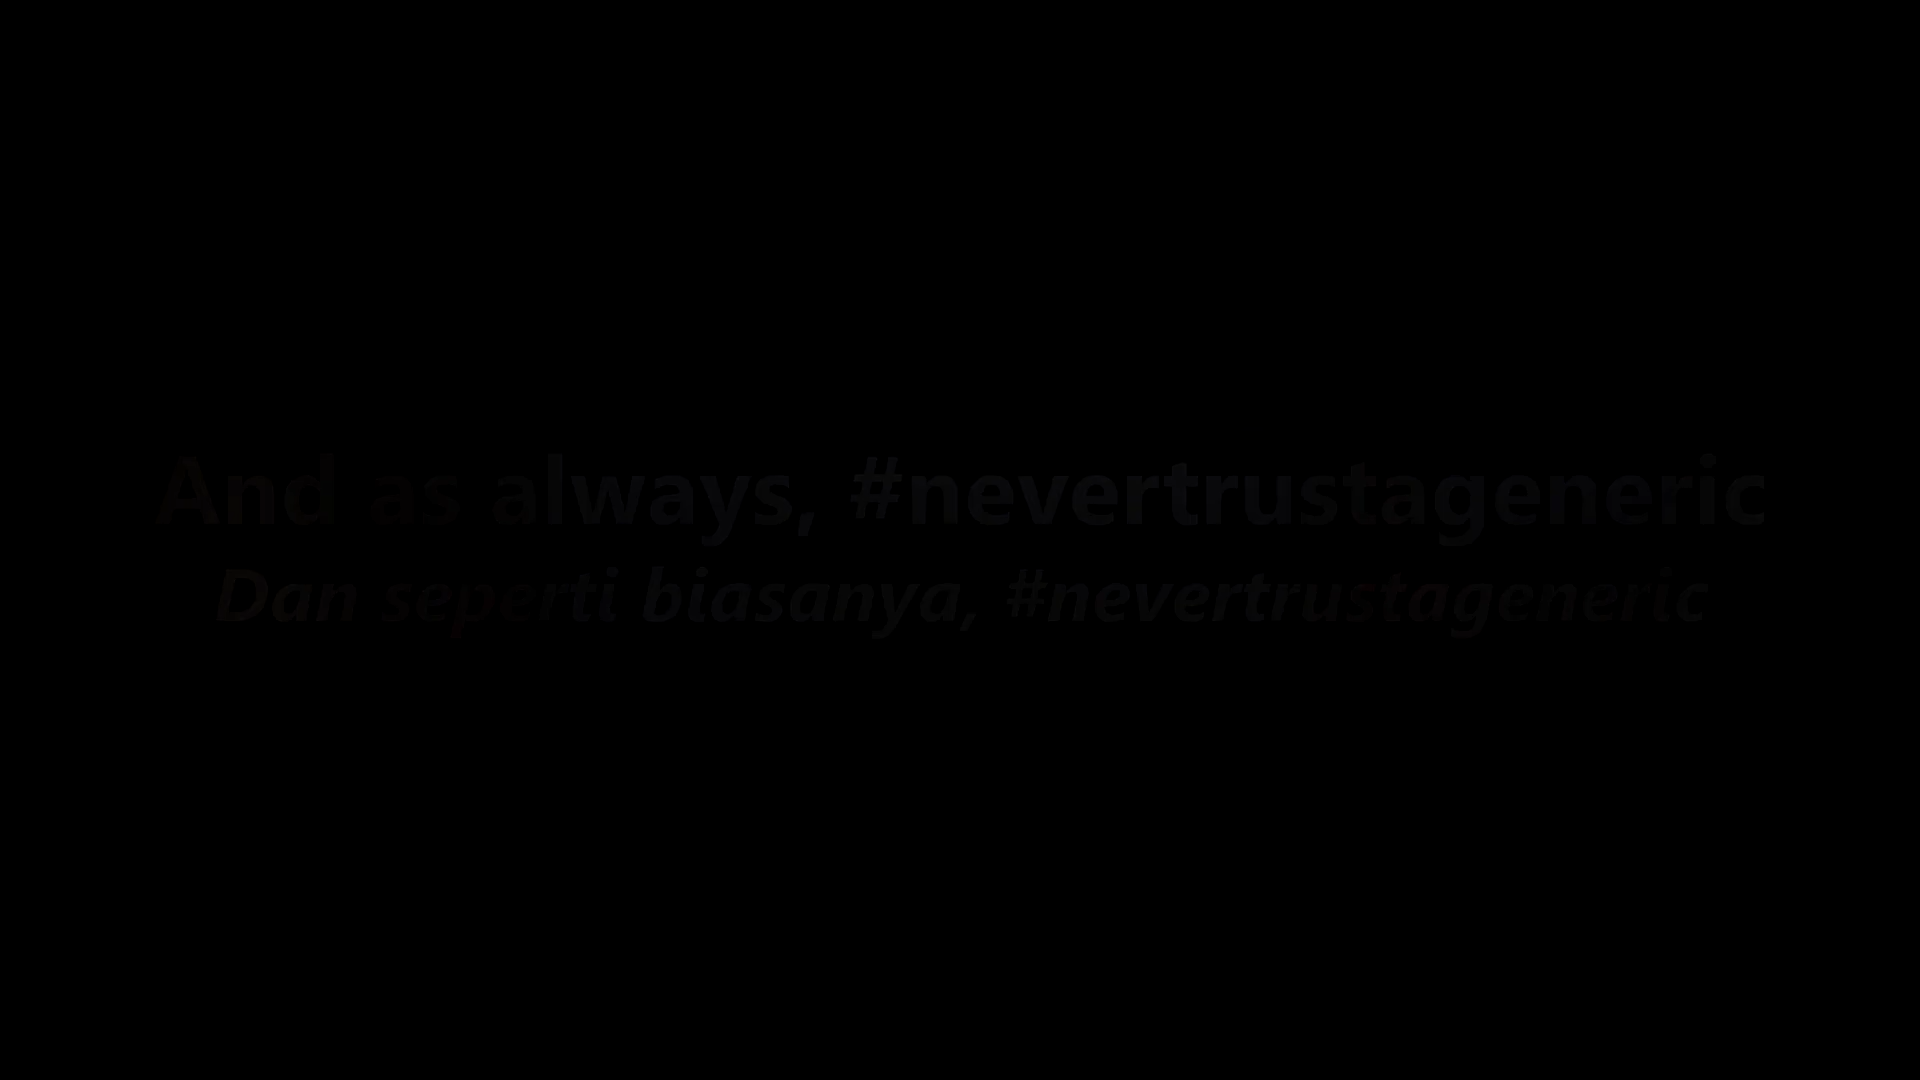 And as always, #nevertrustageneric
Dan seperti biasanya, #nevertrustageneric